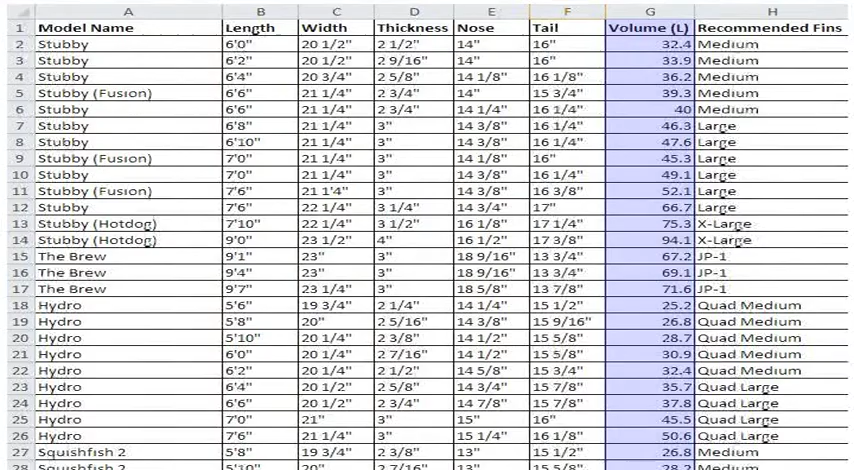 A B C D E F G H
1 Model Name Length Width Thickness Nose Tail Volume (L) Recommended Fins
2 Stubby 6'0" 20 1/2" 2 1/2" 14" 16" 32.4 Medium
3 Stubby 6'2" 20 1/2" 2 9/16" 14" 16" 33.9 Medium
4 Stubby 6'4" 20 3/4" 2 5/8" 14 1/8" 16 1/8" 36.2 Medium
5 Stubby (Fusion) 6'6" 21 1/4" 2 3/4" 14" 15 3/4" 39.3 Medium
6 Stubby 6'6" 21 1/4" 2 3/4" 14 1/4" 16 1/4" 40 Medium
7 Stubby 6'8" 21 1/4" 3" 14 3/8" 16 1/4" 46.3 Large
8 Stubby 6'10" 21 1/4" 3" 14 3/8" 16 1/4" 47.6 Large
9 Stubby (Fusion) 7'0" 21 1/4" 3" 14 1/8" 16" 45.3 Large
10 Stubby 7'0" 21 1/4" 3" 14 3/8" 16 1/4" 49.1 Large
11 Stubby (Fusion) 7'6" 21 1'4" 3" 14 3/8" 16 3/8" 52.1 Large
12 Stubby 7'6" 22 1/4" 3 1/4" 14 3/4" 17" 66.7 Large
13 Stubby (Hotdog) 7'10" 22 1/4" 3 1/2" 16 1/8" 17 1/4" 75.3 X-Large
14 Stubby (Hotdog) 9'0" 23 1/2" 4" 16 1/2" 17 3/8" 94.1 X-Large
15 The Brew 9'1" 23" 3" 18 9/16" 13 3/4" 67.2 JP-1
16 The Brew 9'4" 23" 3" 18 9/16" 13 3/4" 69.1 JP-1
17 The Brew 9'7" 23 1/4" 3" 18 5/8" 13 7/8" 71.6 JP-1
18 Hydro 5'6" 19 3/4" 2 1/4" 14 1/4" 15 1/2" 25.2 Quad Medium
19 Hydro 5'8" 20" 2 5/16" 14 3/8" 15 9/16" 26.8 Quad Medium
20 Hydro 5'10" 20 1/4" 2 3/8" 14 1/2" 15 5/8" 28.7 Quad Medium
21 Hydro 6'0" 20 1/4" 2 7/16" 14 1/2" 15 5/8" 30.9 Quad Medium
22 Hydro 6'2" 20 1/4" 2 1/2" 14 5/8" 15 3/4" 32.4 Quad Medium
23 Hydro 6'4" 20 1/2" 2 5/8" 14 3/4" 15 7/8" 35.7 Quad Large
24 Hydro 6'6" 20 1/2" 2 3/4" 14 7/8" 15 7/8" 37.8 Quad Large
25 Hydro 7'0" 21" 3" 15" 16" 45.5 Quad Large
26 Hydro 7'6" 21 1/4" 3" 15 1/4" 16 1/8" 50.6 Quad Large
27 Squishfish 2 5'8" 19 3/4" 2 3/8" 13" 15 1/2" 26.8 Medium
28 Squishfish 2 5'10" 20" 2 7/16" 13" 15 5/8" 28.2 Medium